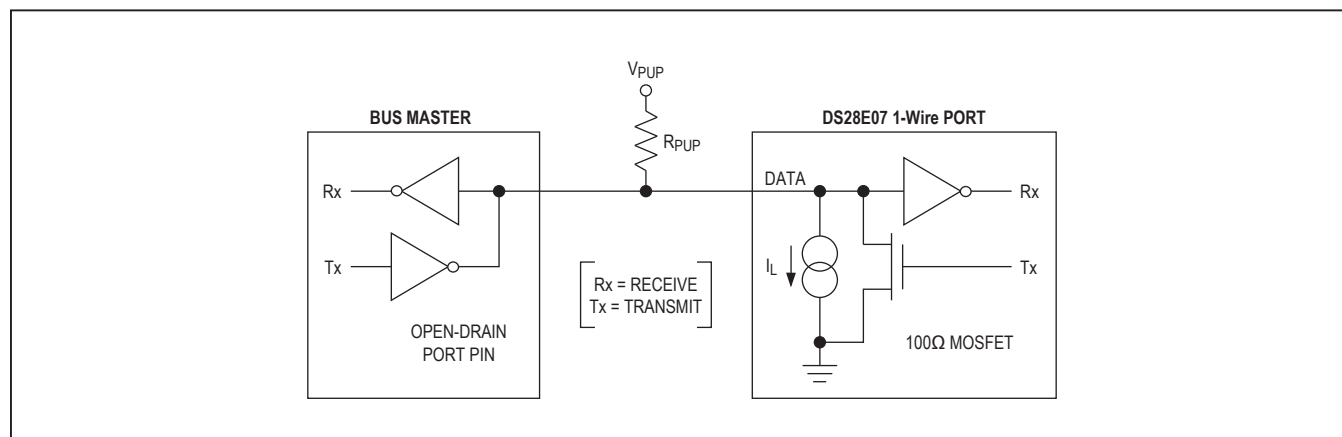 VPUP
BUS MASTER
DS28E07 1-Wire PORT
RPUP
Rx
DATA
Rx
Tx
IL
Tx
Rx = RECEIVE
Tx = TRANSMIT
OPEN-DRAIN
PORT PIN
100Ω MOSFET